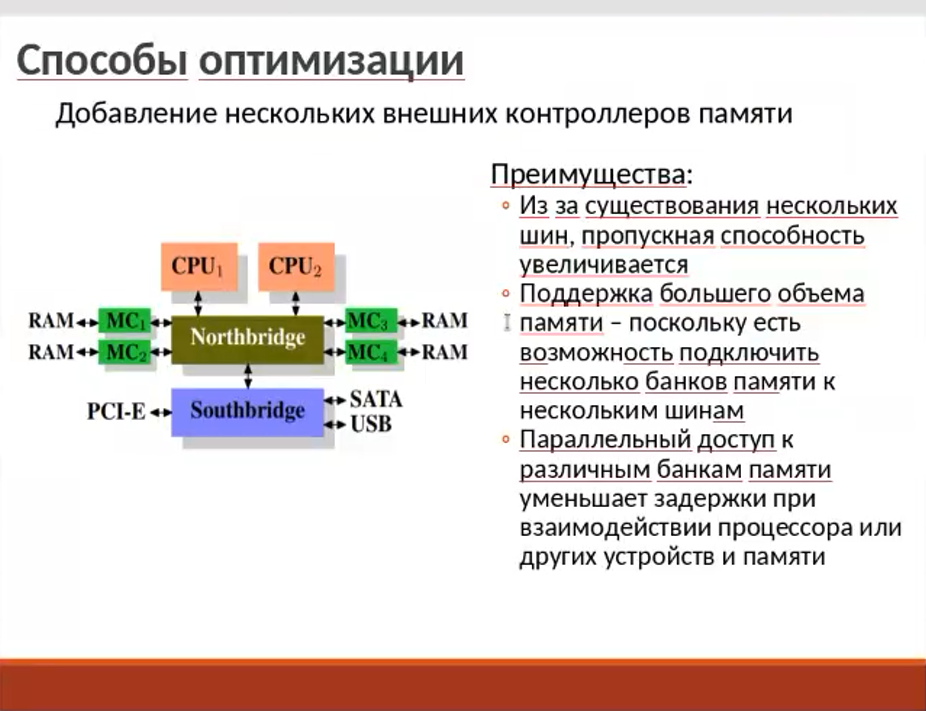 Способы оптимизации
Добавление нескольких внешних контроллеров памяти
Преимущества:
Из за существования нескольких
шин, пропускная способность
увеличивается
Поддержка большего объема
памяти – поскольку есть
возможность подключить
несколько банков памяти к
нескольким шинам
Параллельный доступ к
различным банкам памяти
уменьшает задержки при
взаимодействии процессора или
других устройств и памяти
CPU₁ CPU₂
RAM MC₁ Northbridge MC₃ RAM
RAM MC₂ MC₄ RAM
PCI-E Southbridge SATA
USB